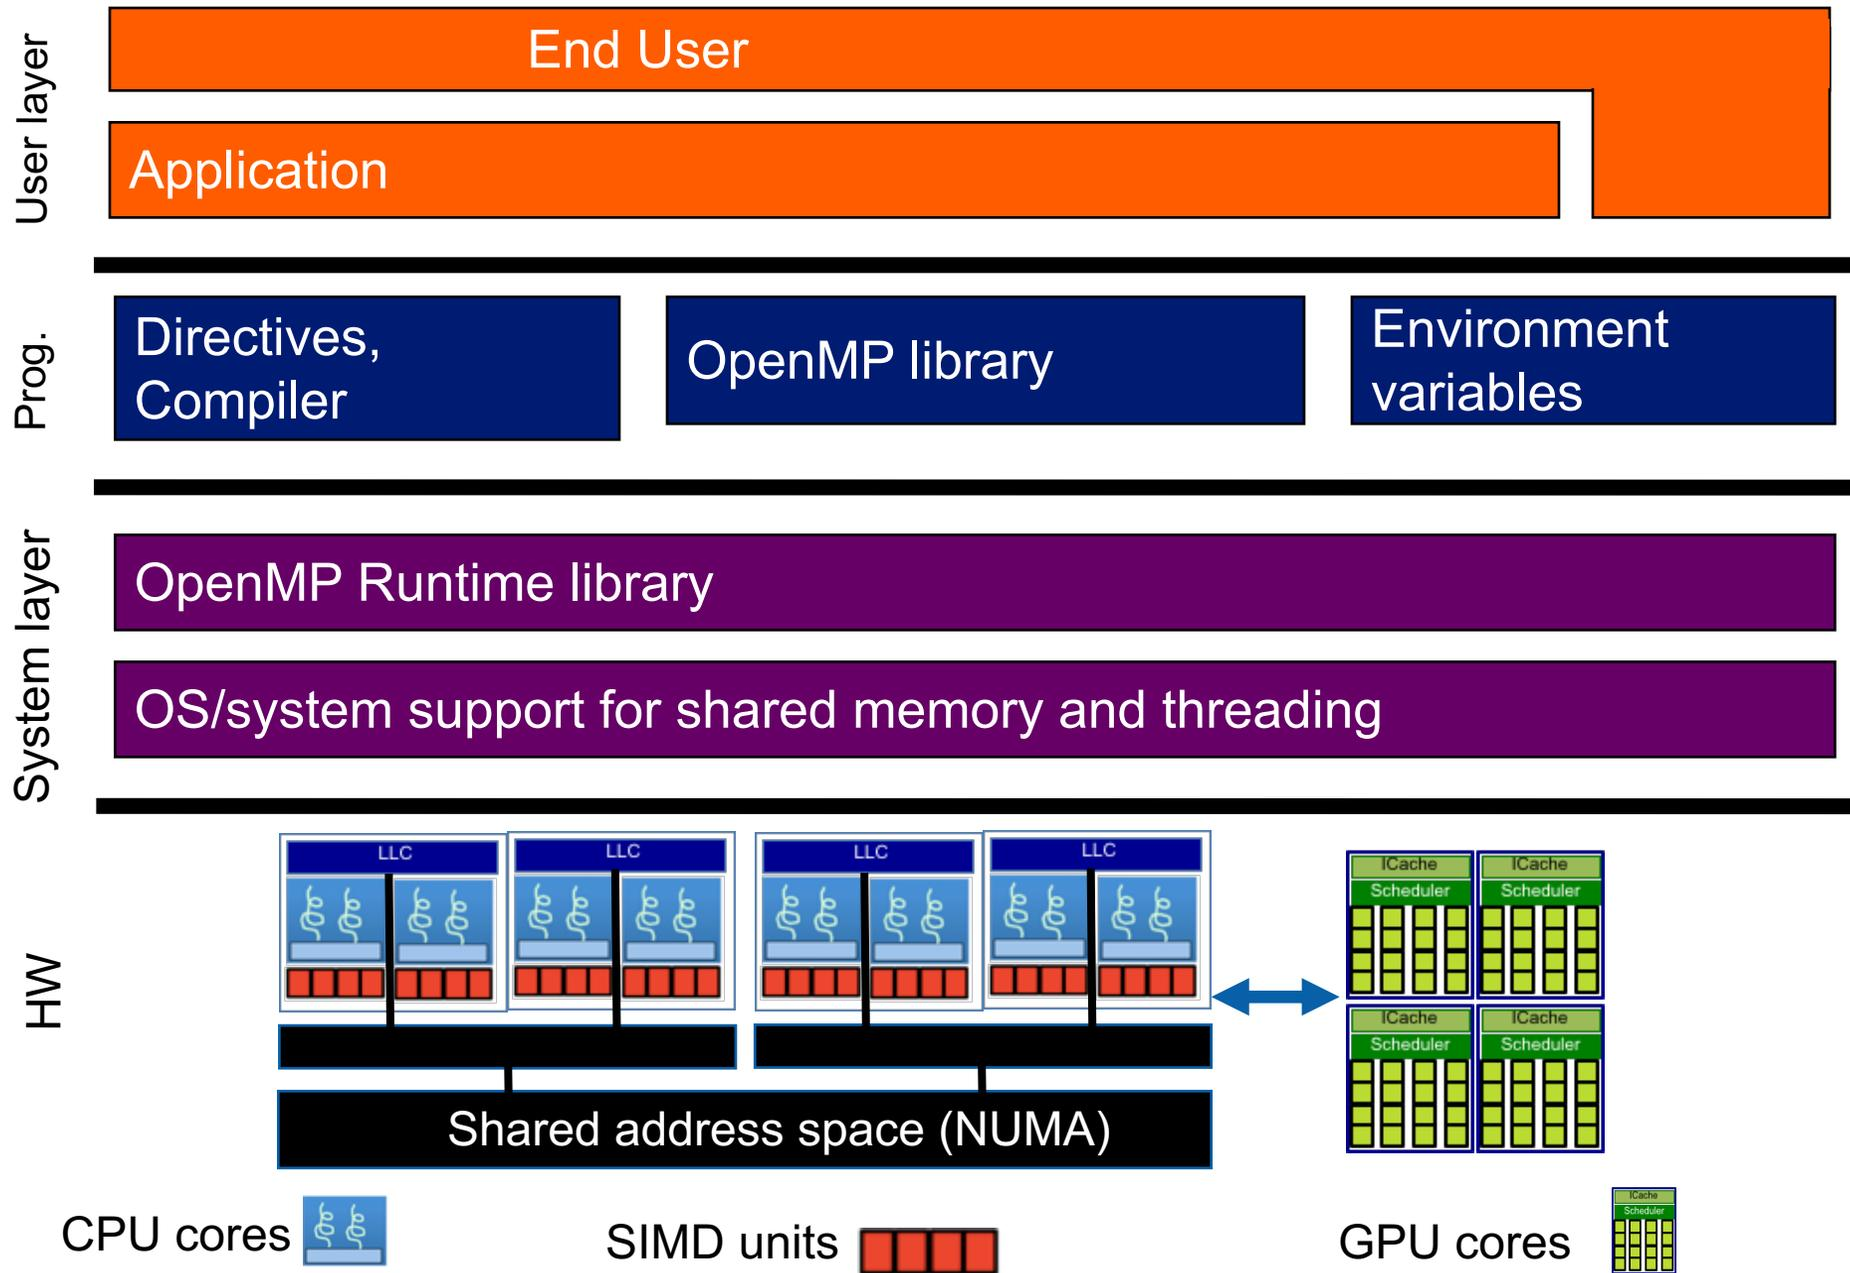 User layer
End User
Application
Prog.
Directives,
Compiler
OpenMP library
Environment
variables
System layer
OpenMP Runtime library
OS/system support for shared memory and threading
HW
LLC
LLC
LLC
LLC
ICache
ICache
Scheduler
Scheduler
ICache
ICache
Scheduler
Scheduler
Shared address space (NUMA)
CPU cores
SIMD units
GPU cores
ICache
Scheduler